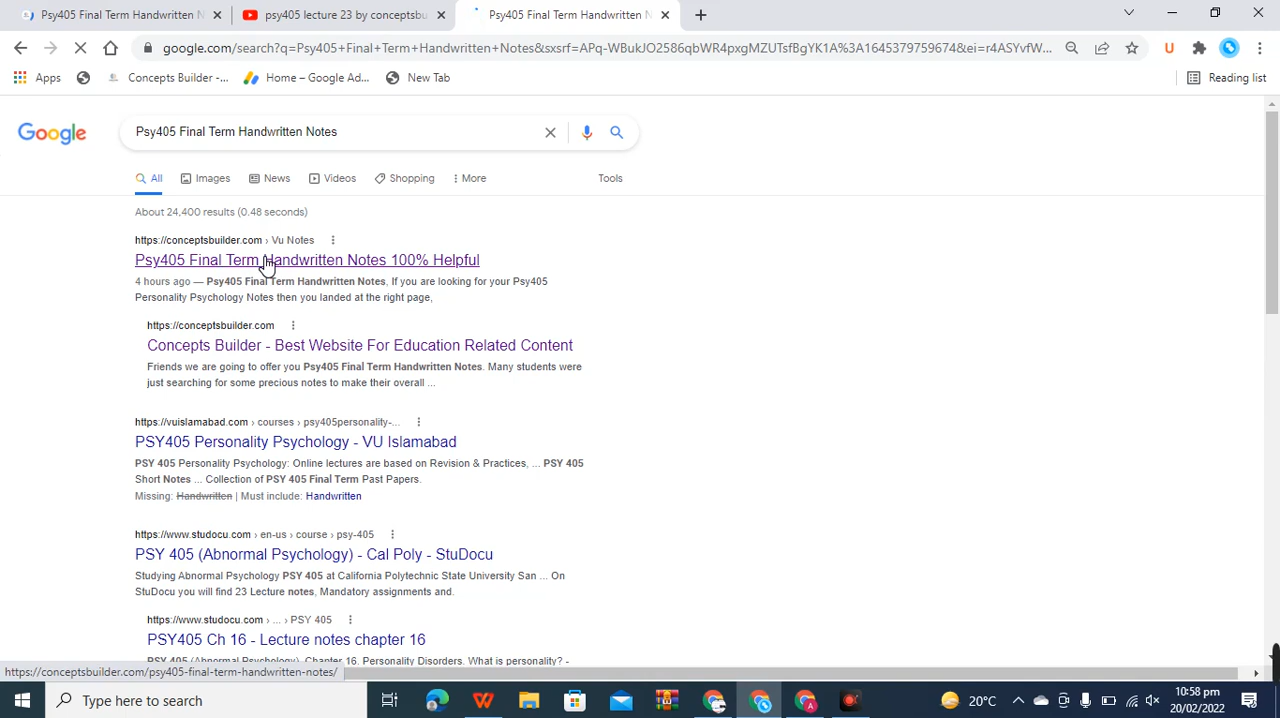 Psy405 Final Term Handwritten N
psy405 lecture 23 by conceptsbu
Psy405 Final Term Handwritten N
google.com/search?q=Psy405+Final+Term+Handwritten+Notes&sxsrf=APq-WBukJO2586qbWR4pxgMZUTsfBgYK1A%3A1645379759674&ei=r4ASYvfW...
U
Apps
Concepts Builder -...
Home – Google Ad...
New Tab
Reading list
Google
Psy405 Final Term Handwritten Notes
All
Images
News
Videos
Shopping
More
Tools
About 24,400 results (0.48 seconds)
https://conceptsbuilder.com › Vu Notes
Psy405 Final Term Handwritten Notes 100% Helpful
4 hours ago — Psy405 Final Term Handwritten Notes, If you are looking for your Psy405
Personality Psychology Notes then you landed at the right page,
https://conceptsbuilder.com
Concepts Builder - Best Website For Education Related Content
Friends we are going to offer you Psy405 Final Term Handwritten Notes. Many students were
just searching for some precious notes to make their overall ...
https://vuislamabad.com › courses › psy405personality-...
PSY405 Personality Psychology - VU Islamabad
PSY 405 Personality Psychology: Online lectures are based on Revision & Practices, ... PSY 405
Short Notes ... Collection of PSY 405 Final Term Past Papers.
Missing: Handwritten | Must include: Handwritten
https://www.studocu.com › en-us › course › psy-405
PSY 405 (Abnormal Psychology) - Cal Poly - StuDocu
Studying Abnormal Psychology PSY 405 at California Polytechnic State University San ... On
StuDocu you will find 23 Lecture notes, Mandatory assignments and.
https://www.studocu.com › ... › PSY 405
PSY405 Ch 16 - Lecture notes chapter 16
PSY 405 (Abnormal Psychology). Chapter 16. Personality Disorders. What is personality? -
https://conceptsbuilder.com/psy405-final-term-handwritten-notes/
Type here to search
20°C
10:58 pm
20/02/2022